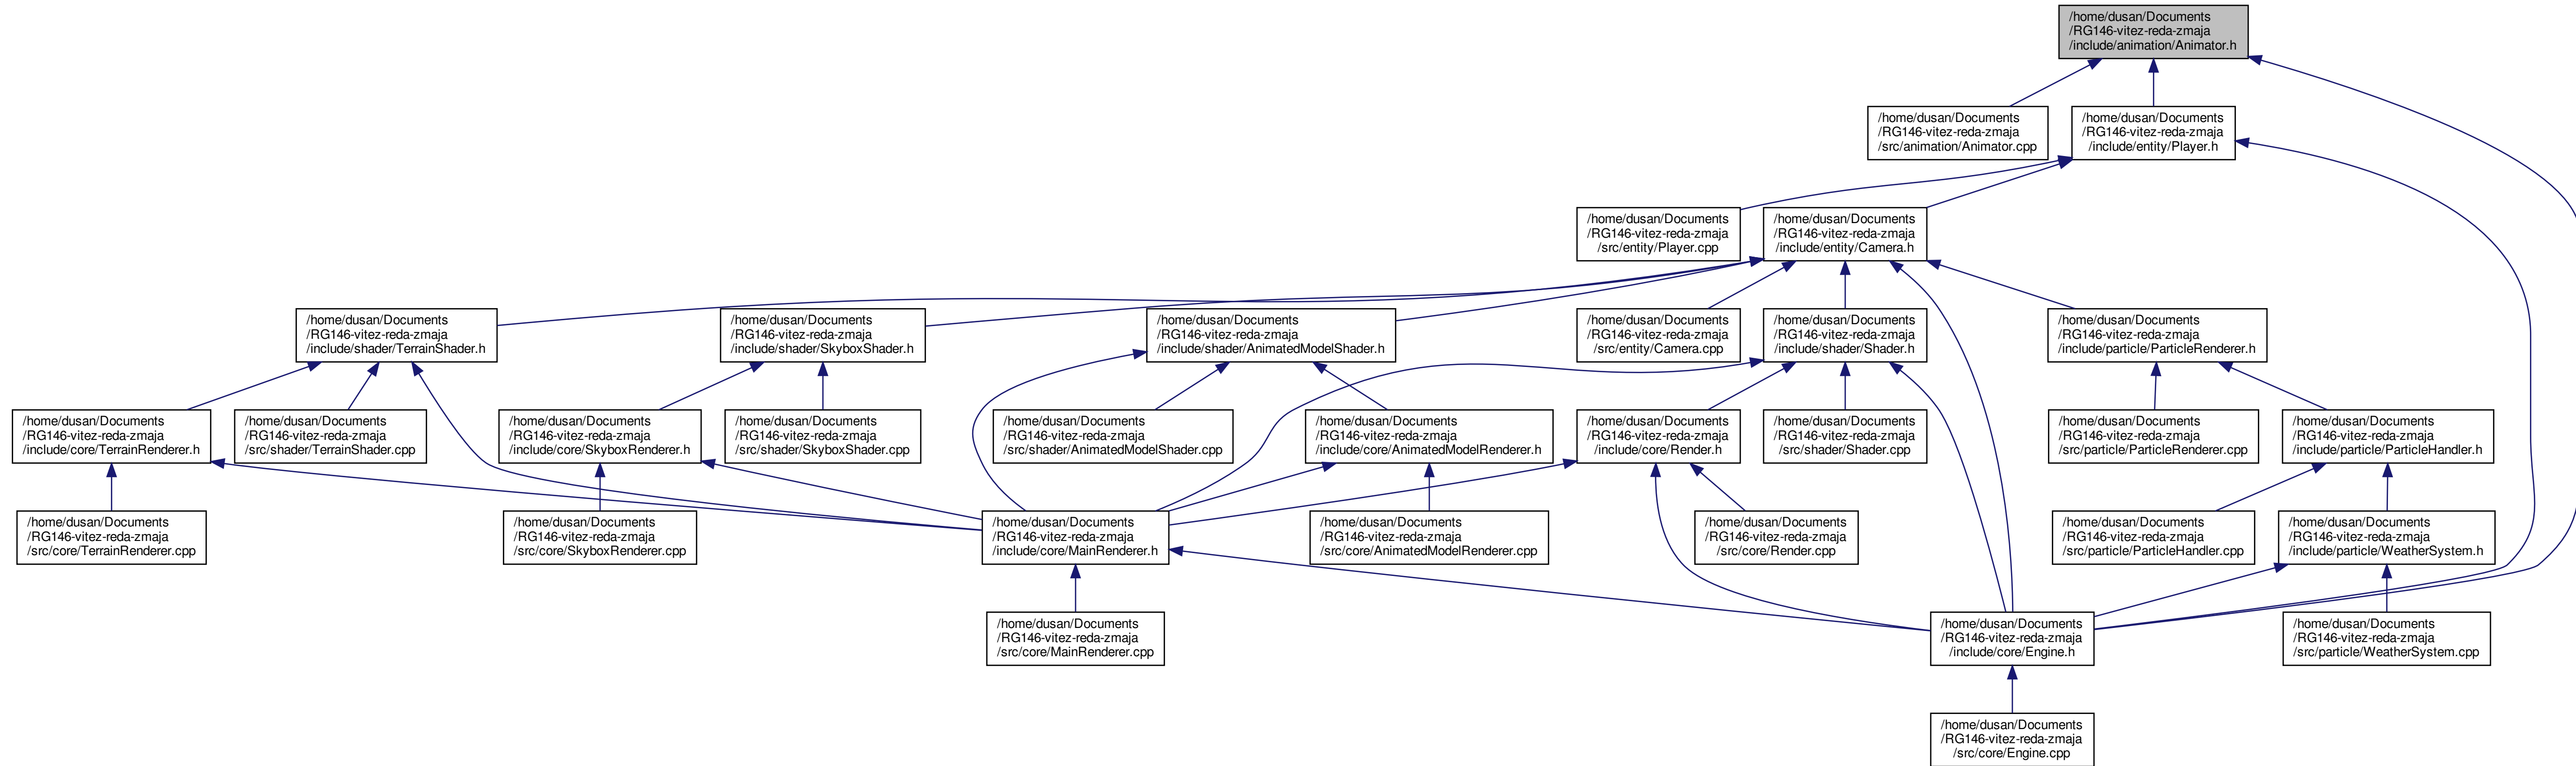 /home/dusan/Documents
/RG146-vitez-reda-zmaja
/include/animation/Animator.h
/home/dusan/Documents
/RG146-vitez-reda-zmaja
/src/animation/Animator.cpp
/home/dusan/Documents
/RG146-vitez-reda-zmaja
/include/entity/Player.h
/home/dusan/Documents
/RG146-vitez-reda-zmaja
/src/entity/Player.cpp
/home/dusan/Documents
/RG146-vitez-reda-zmaja
/include/entity/Camera.h
/home/dusan/Documents
/RG146-vitez-reda-zmaja
/include/shader/TerrainShader.h
/home/dusan/Documents
/RG146-vitez-reda-zmaja
/include/shader/SkyboxShader.h
/home/dusan/Documents
/RG146-vitez-reda-zmaja
/include/shader/AnimatedModelShader.h
/home/dusan/Documents
/RG146-vitez-reda-zmaja
/src/entity/Camera.cpp
/home/dusan/Documents
/RG146-vitez-reda-zmaja
/include/shader/Shader.h
/home/dusan/Documents
/RG146-vitez-reda-zmaja
/include/particle/ParticleRenderer.h
/home/dusan/Documents
/RG146-vitez-reda-zmaja
/include/core/TerrainRenderer.h
/home/dusan/Documents
/RG146-vitez-reda-zmaja
/src/shader/TerrainShader.cpp
/home/dusan/Documents
/RG146-vitez-reda-zmaja
/include/core/SkyboxRenderer.h
/home/dusan/Documents
/RG146-vitez-reda-zmaja
/src/shader/SkyboxShader.cpp
/home/dusan/Documents
/RG146-vitez-reda-zmaja
/src/shader/AnimatedModelShader.cpp
/home/dusan/Documents
/RG146-vitez-reda-zmaja
/include/core/AnimatedModelRenderer.h
/home/dusan/Documents
/RG146-vitez-reda-zmaja
/include/core/Render.h
/home/dusan/Documents
/RG146-vitez-reda-zmaja
/src/shader/Shader.cpp
/home/dusan/Documents
/RG146-vitez-reda-zmaja
/src/particle/ParticleRenderer.cpp
/home/dusan/Documents
/RG146-vitez-reda-zmaja
/include/particle/ParticleHandler.h
/home/dusan/Documents
/RG146-vitez-reda-zmaja
/src/core/TerrainRenderer.cpp
/home/dusan/Documents
/RG146-vitez-reda-zmaja
/src/core/SkyboxRenderer.cpp
/home/dusan/Documents
/RG146-vitez-reda-zmaja
/include/core/MainRenderer.h
/home/dusan/Documents
/RG146-vitez-reda-zmaja
/src/core/AnimatedModelRenderer.cpp
/home/dusan/Documents
/RG146-vitez-reda-zmaja
/src/core/Render.cpp
/home/dusan/Documents
/RG146-vitez-reda-zmaja
/src/particle/ParticleHandler.cpp
/home/dusan/Documents
/RG146-vitez-reda-zmaja
/include/particle/WeatherSystem.h
/home/dusan/Documents
/RG146-vitez-reda-zmaja
/src/core/MainRenderer.cpp
/home/dusan/Documents
/RG146-vitez-reda-zmaja
/include/core/Engine.h
/home/dusan/Documents
/RG146-vitez-reda-zmaja
/src/particle/WeatherSystem.cpp
/home/dusan/Documents
/RG146-vitez-reda-zmaja
/src/core/Engine.cpp